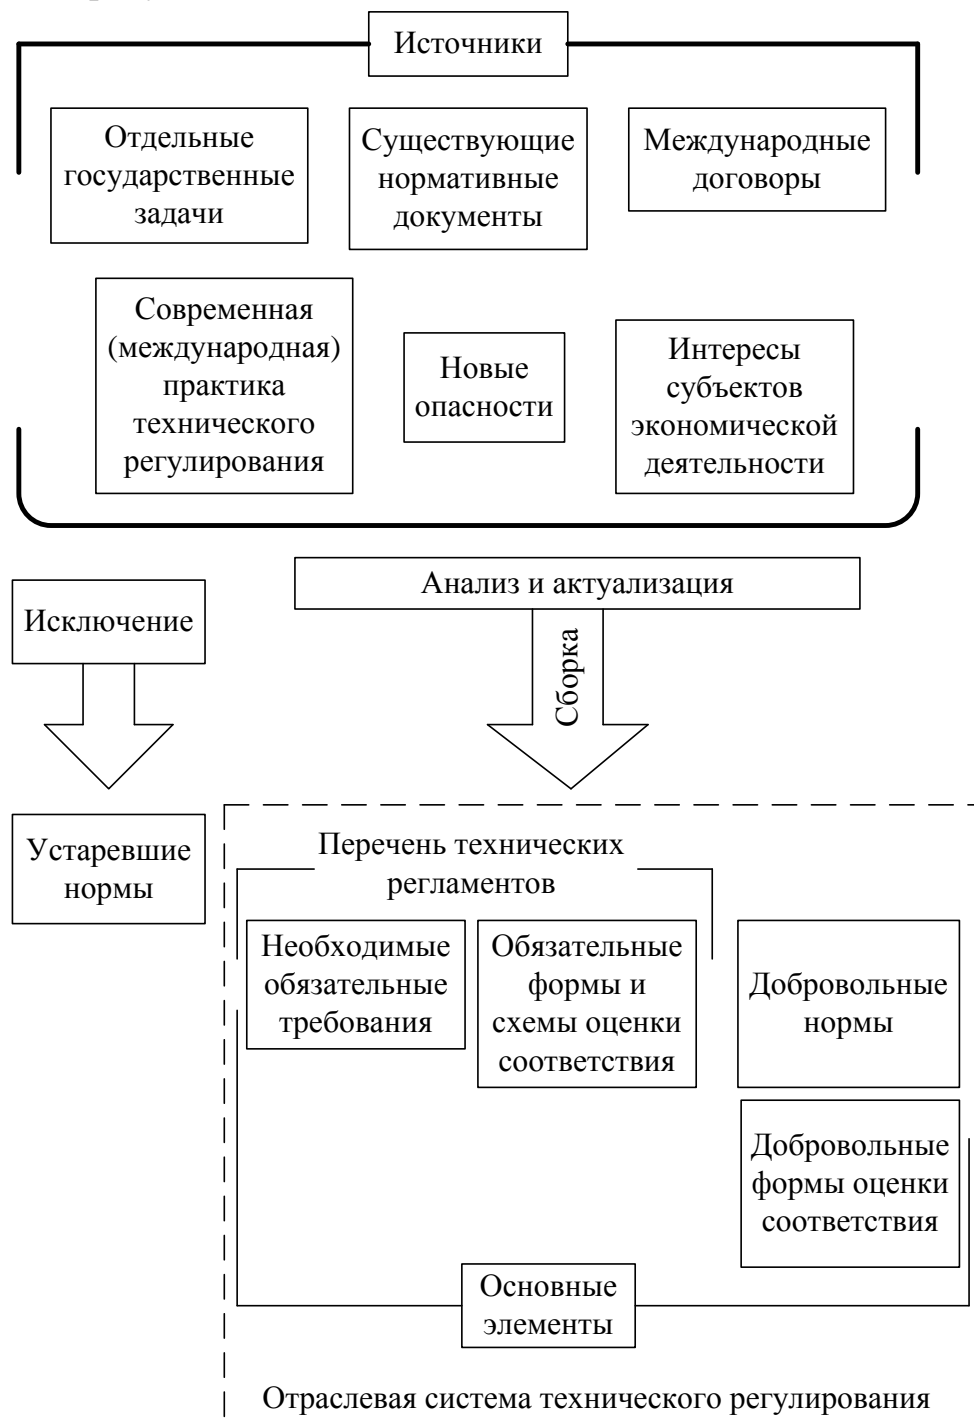 Источники
Отдельные
государственные
задачи
Существующие
нормативные
документы
Международные
договоры
Современная
(международная)
практика
технического
регулирования
Новые
опасности
Интересы
субъектов
экономической
деятельности
Анализ и актуализация
Исключение
Сборка
Устаревшие
нормы
Перечень технических
регламентов
Необходимые
обязательные
требования
Обязательные
формы и
схемы оценки
соответствия
Добровольные
нормы
Добровольные
формы оценки
соответствия
Основные
элементы
Отраслевая система технического регулирования